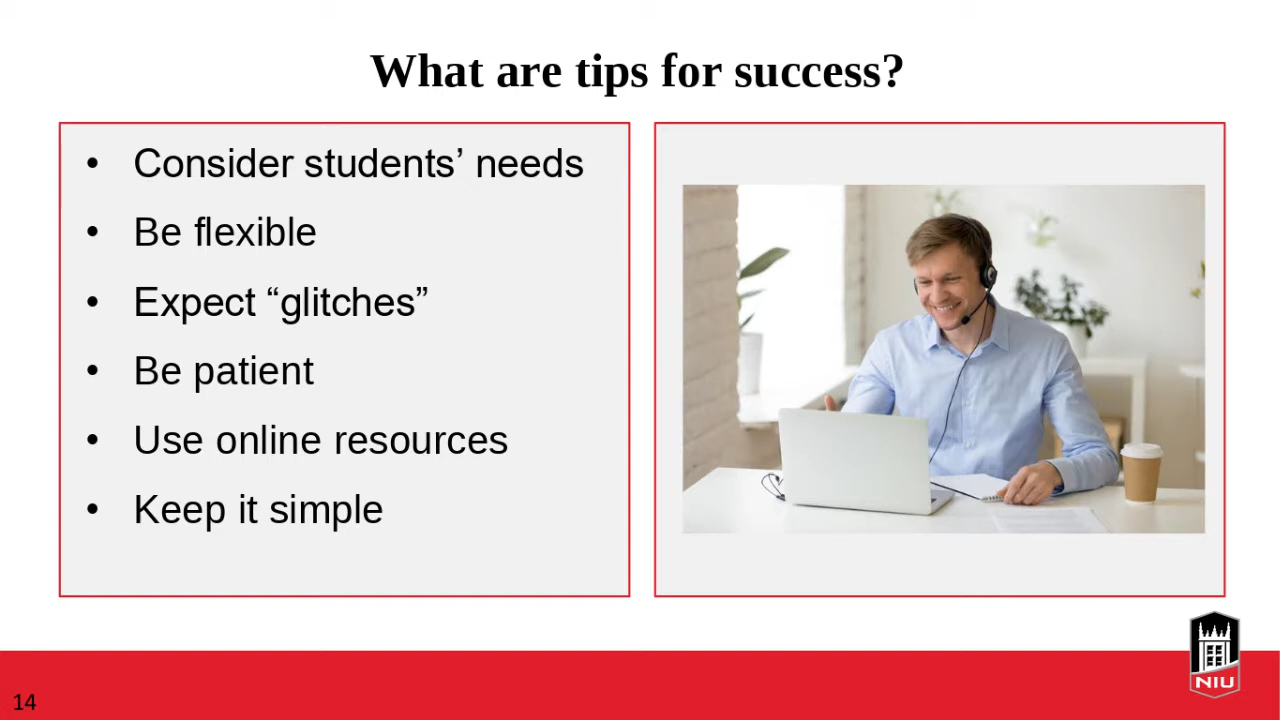 What are tips for success?
• Consider students’ needs
• Be flexible
• Expect “glitches”
• Be patient
• Use online resources
• Keep it simple
NIU
14